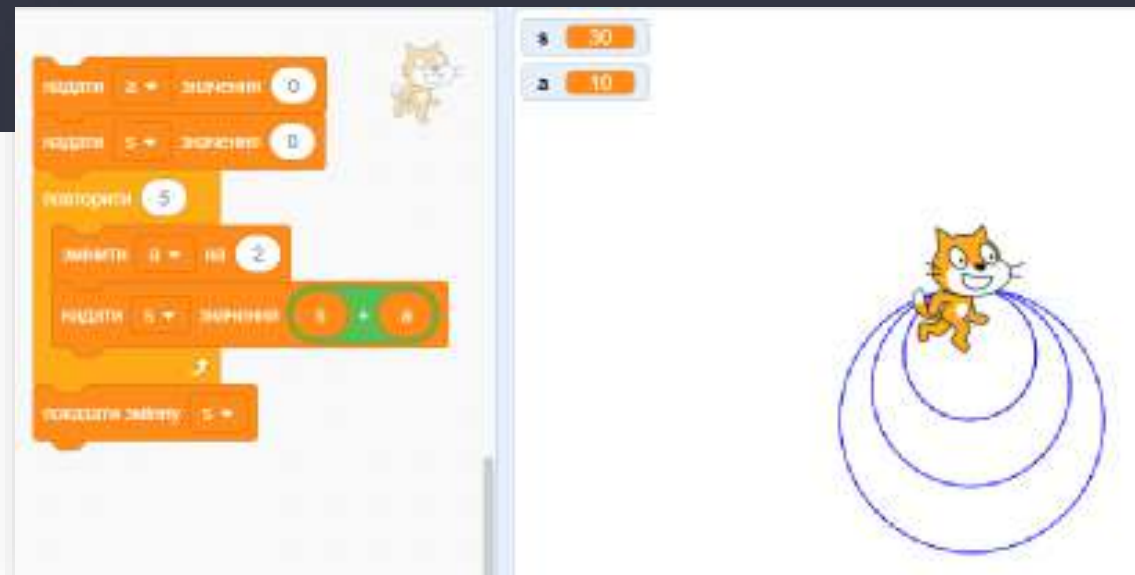 надати a значення 0
надати s значення 0
повторити 5
змінити a на 2
надати s значення s + a
показати змінну s
s 30
a 10